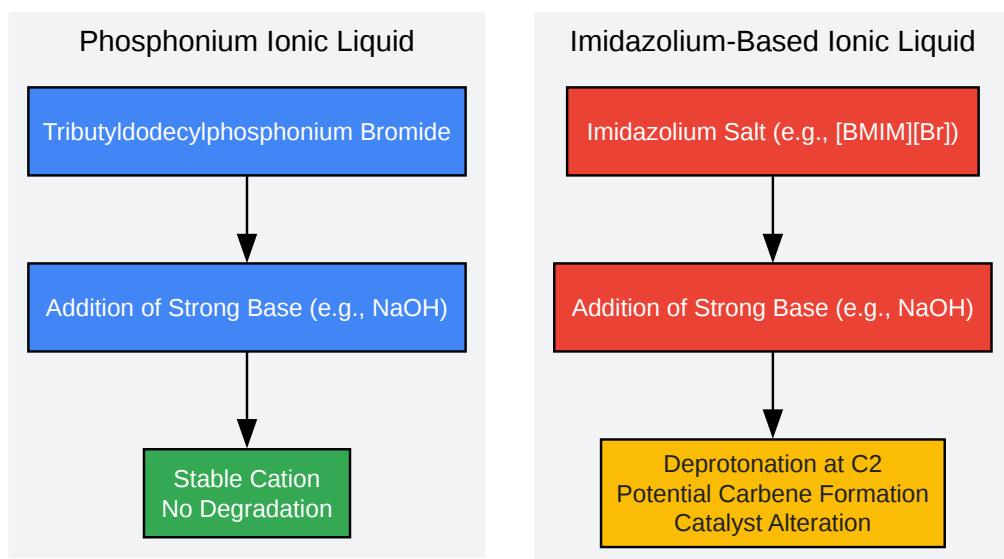 Phosphonium Ionic Liquid
Tributyldodecylphosphonium Bromide
Addition of Strong Base (e.g., NaOH)
Stable Cation
No Degradation
Imidazolium-Based Ionic Liquid
Imidazolium Salt (e.g., [BMIM][Br])
Addition of Strong Base (e.g., NaOH)
Deprotonation at C2
Potential Carbene Formation
Catalyst Alteration